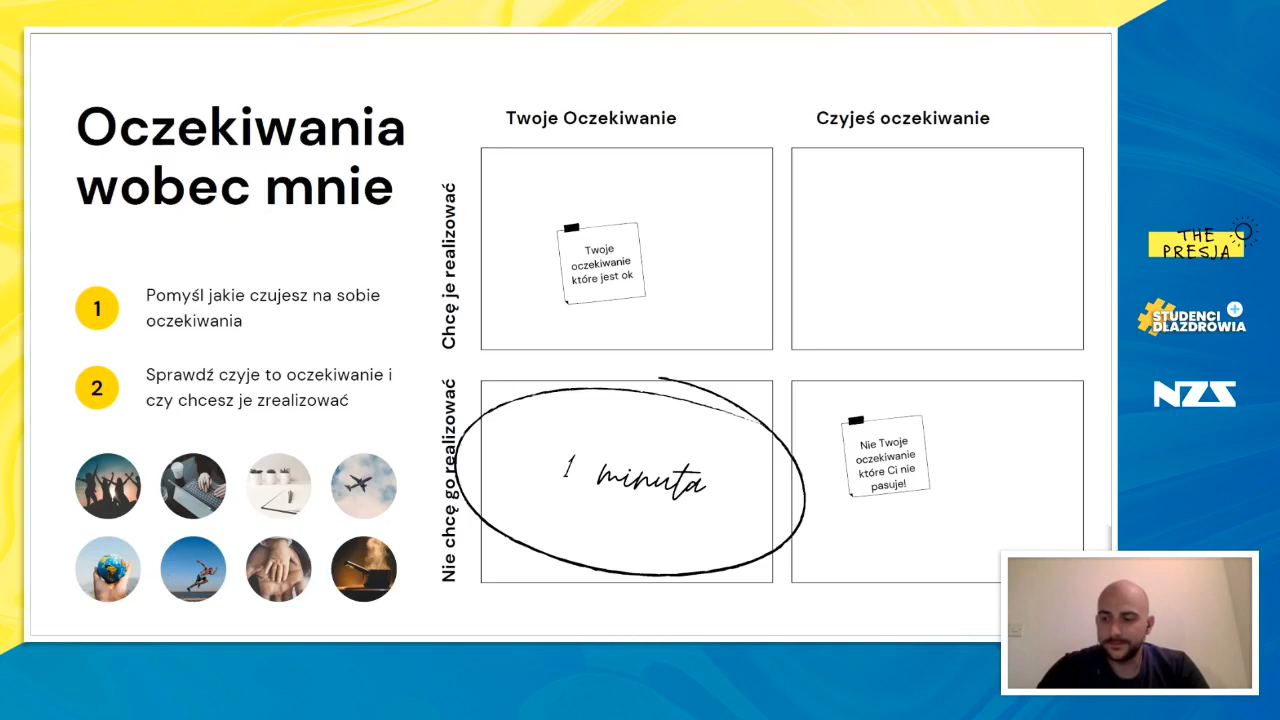 Oczekiwania
wobec mnie
1
Pomyśl jakie czujesz na sobie
oczekiwania
2
Sprawdź czyje to oczekiwanie i
czy chcesz je zrealizować
Twoje Oczekiwanie
Czyjeś oczekiwanie
Chcę je realizować
Twoje
oczekiwanie
które jest ok
Nie chcę go realizować
1 minuta
Nie Twoje
oczekiwanie
które Ci nie
pasuje!
THE
PRESJA
#STUDENCI
DLAZDROWIA
NZS